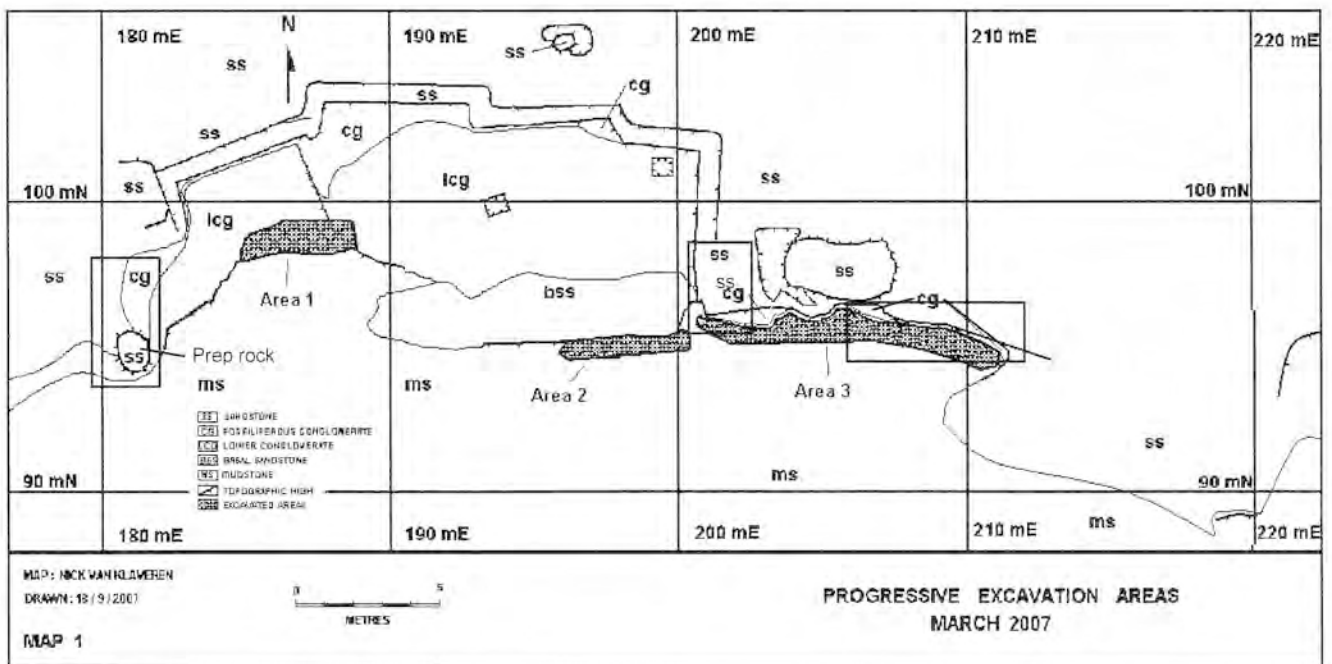 180 mE 190 mE 200 mE 210 mE 220 mE
N
ss
ss
cg
ss
ss
cg
ss
100 mN
lcg
ss
100 mN
lcg
ss
cg
Area 1
bss
ss
ss
cg
ss
cg
ss
Prep rock
ms
ms
Area 2
Area 3
ss
SS SANDSTONE
CG FOSSILIFEROUS CONGLOMERATE
LCG LOWER CONGLOMERATE
BSS BASAL SANDSTONE
MS MUDSTONE
TOPOGRAPHIC HIGH
EXCAVATED AREAS
ms
90 mN
90 mN
ms
180 mE 190 mE 200 mE 210 mE 220 mE
MAP : NICK VAN KLAVEREN
DRAWN : 18 / 9 / 2007
0 5
METRES
PROGRESSIVE EXCAVATION AREAS
MARCH 2007
MAP 1